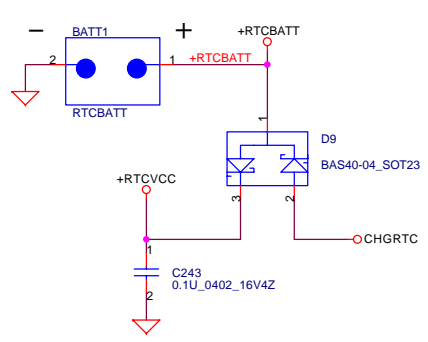 − BATT1 +
+RTCBATT
2 1 +RTCBATT
RTCBATT
1
D9
BAS40-04_SOT23
+RTCVCC
3 2
CHGRTC
1
C243
0.1U_0402_16V4Z
2